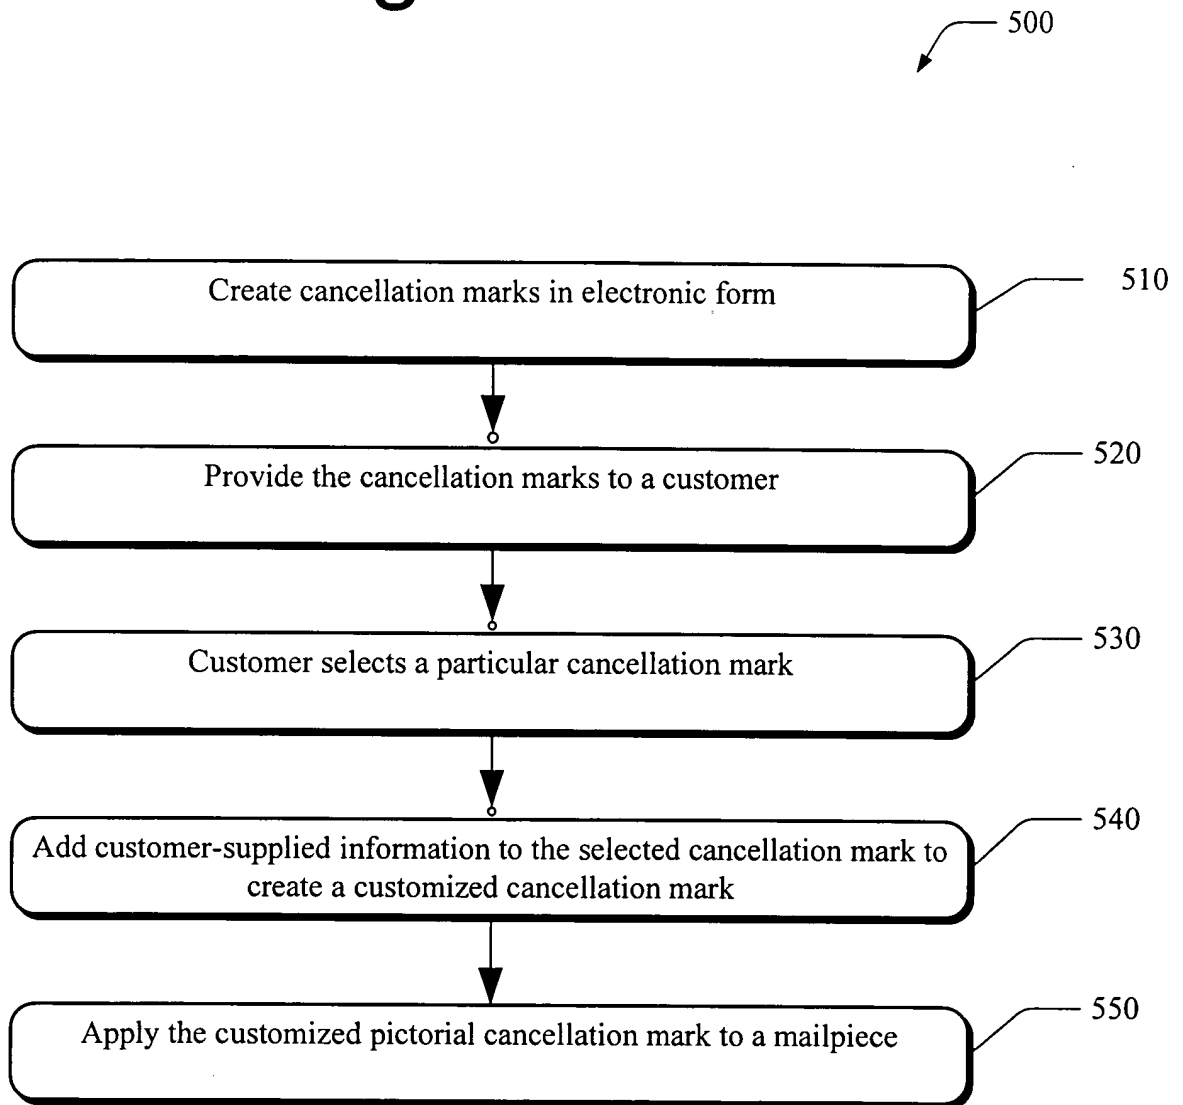 500
Create cancellation marks in electronic form
510
Provide the cancellation marks to a customer
520
Customer selects a particular cancellation mark
530
Add customer-supplied information to the selected cancellation mark to
create a customized cancellation mark
540
Apply the customized pictorial cancellation mark to a mailpiece
550